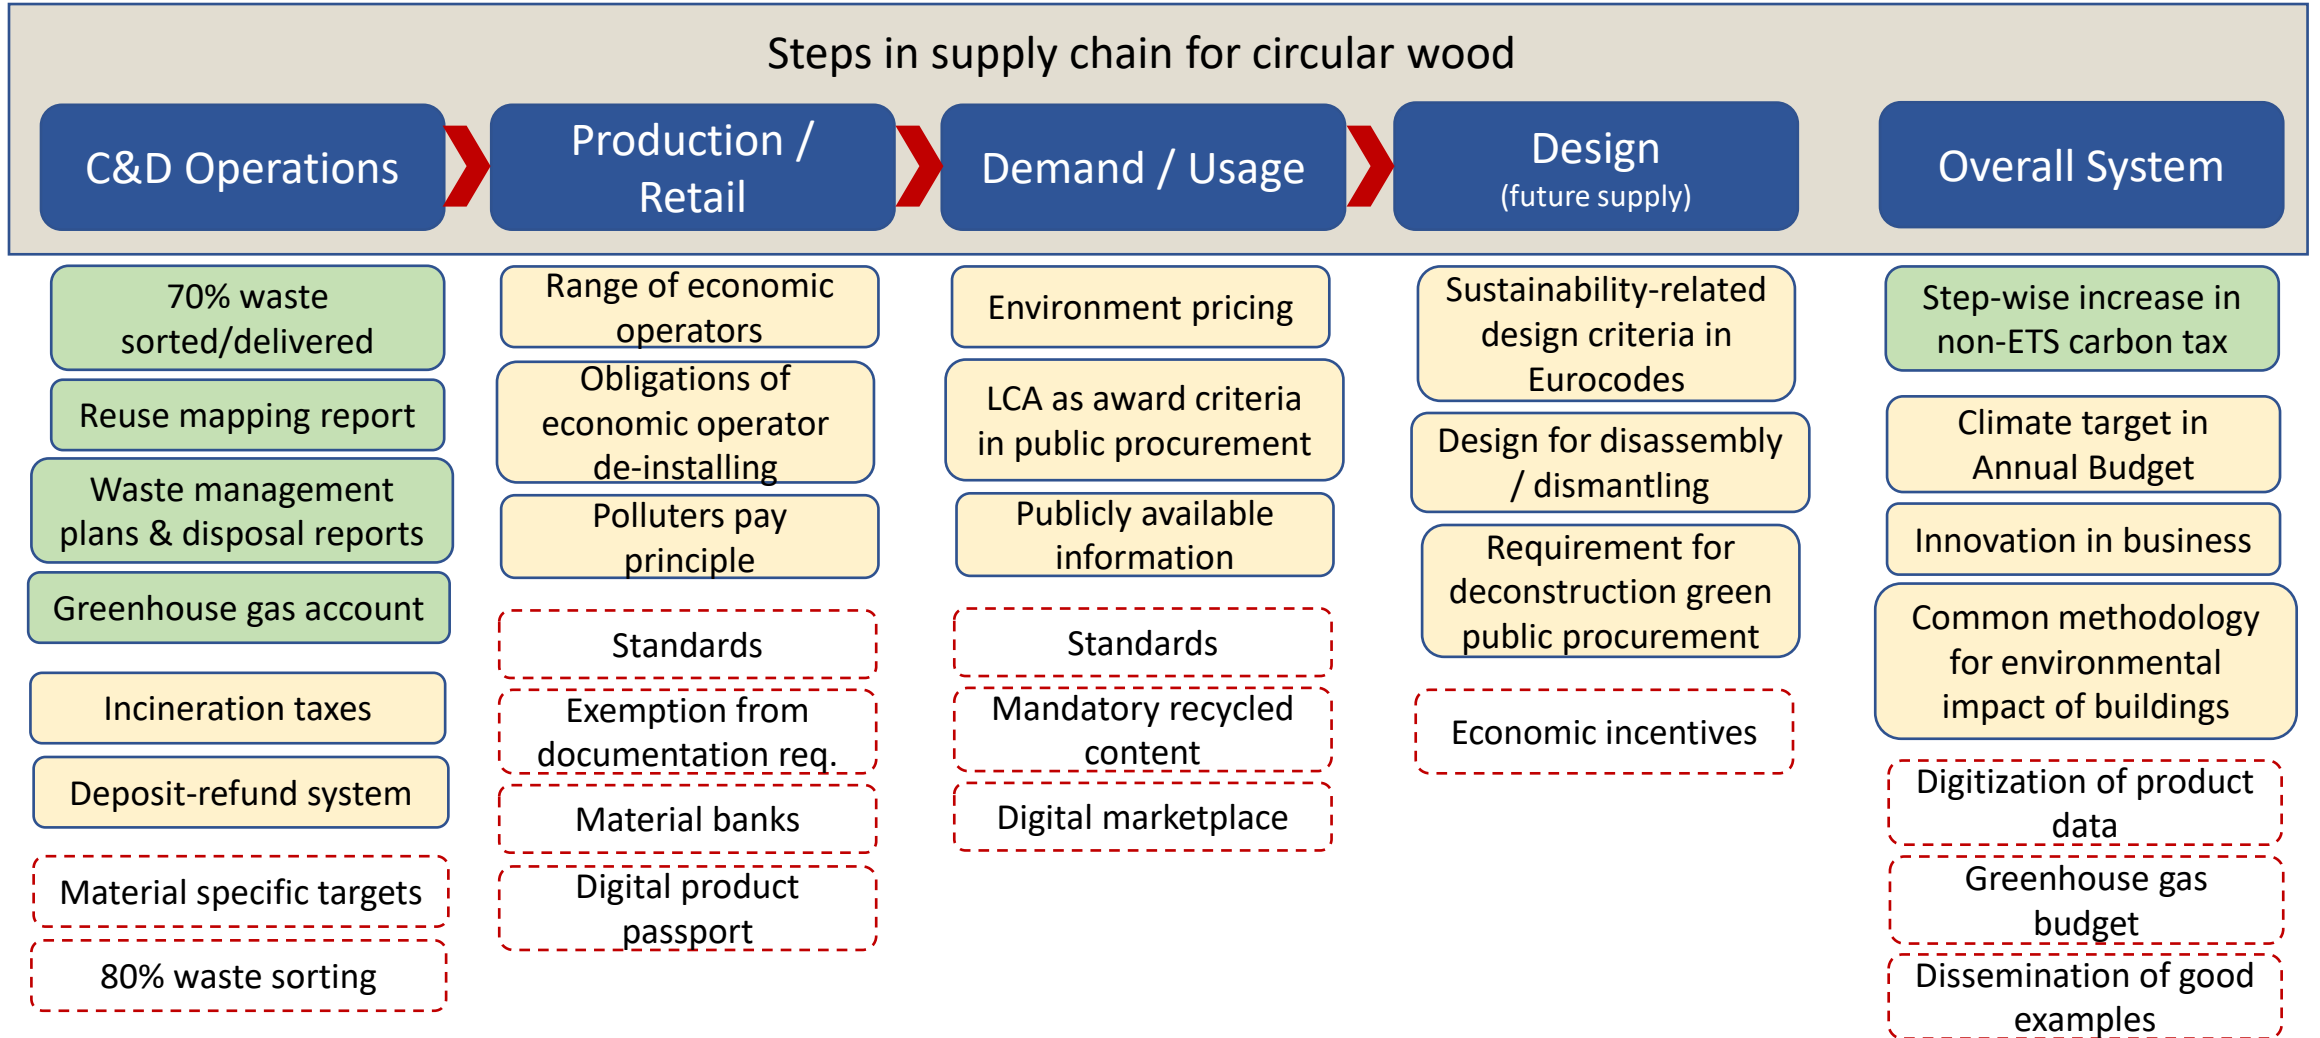 Steps in supply chain for circular wood
C&D Operations
Production /
Retail
Demand / Usage
Design
(future supply)
Overall System
70% waste
sorted/delivered
Reuse mapping report
Waste management
plans & disposal reports
Greenhouse gas account
Incineration taxes
Deposit-refund system
Material specific targets
80% waste sorting
Range of economic
operators
Obligations of
economic operator
de-installing
Polluters pay
principle
Standards
Exemption from
documentation req.
Material banks
Digital product
passport
Environment pricing
LCA as award criteria
in public procurement
Publicly available
information
Standards
Mandatory recycled
content
Digital marketplace
Sustainability-related
design criteria in
Eurocodes
Design for disassembly
/ dismantling
Requirement for
deconstruction green
public procurement
Economic incentives
Step-wise increase in
non-ETS carbon tax
Climate target in
Annual Budget
Innovation in business
Common methodology
for environmental
impact of buildings
Digitization of product
data
Greenhouse gas
budget
Dissemination of good
examples